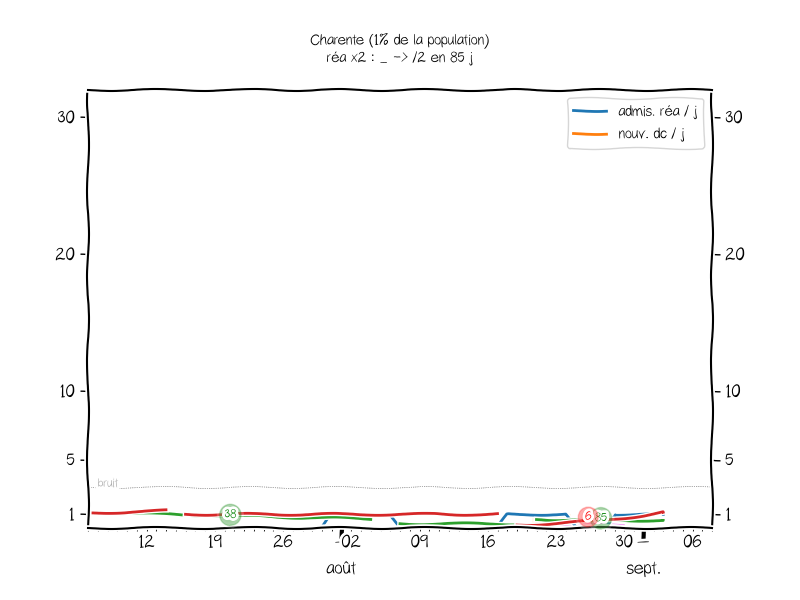 Charente (1% de la population)
réa x2 : _ -> /2 en 85 j
admis. réa / j
nouv. dc / j
30
30
20
20
10
10
5
5
bruit
1
1
38
6
85
12 19 26 02 09 16 23 30 06
août sept.